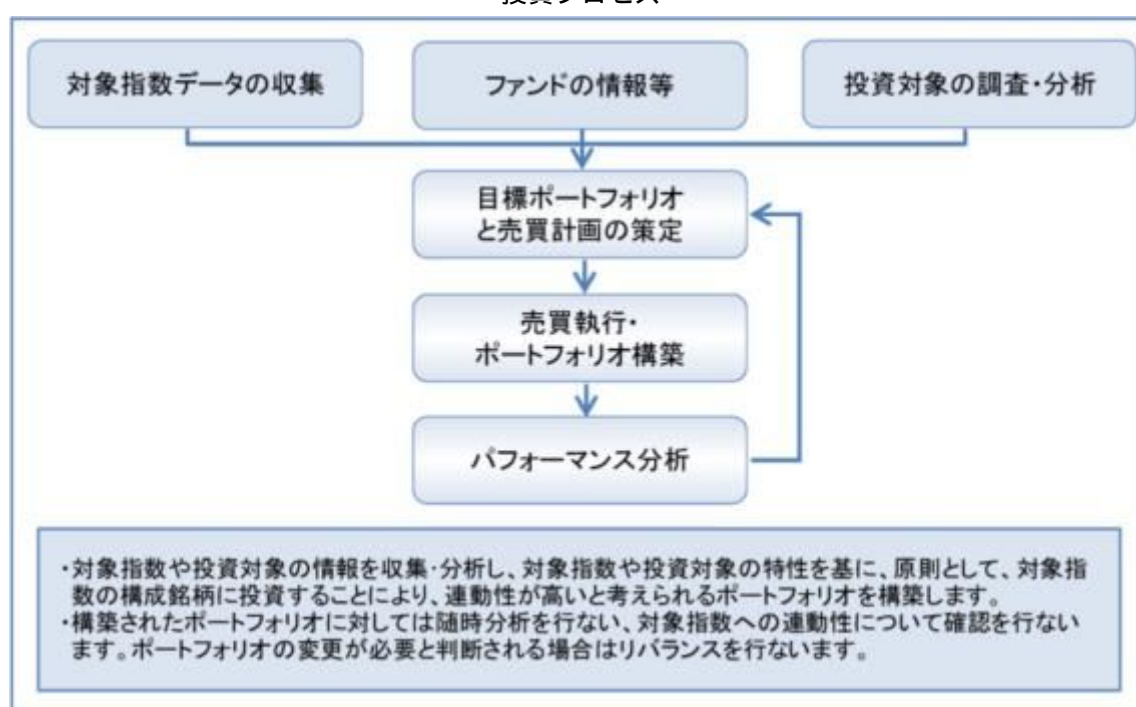 投資プロセス
対象指数データの収集
ファンドの情報等
投資対象の調査・分析
目標ポートフォリオ
と売買計画の策定
売買執行・
ポートフォリオ構築
パフォーマンス分析
・対象指数や投資対象の情報を収集・分析し、対象指数や投資対象の特性を基に、原則として、対象指
数の構成銘柄に投資することにより、連動性が高いと考えられるポートフォリオを構築します。
・構築されたポートフォリオに対しては随時分析を行ない、対象指数への連動性について確認を行ない
ます。ポートフォリオの変更が必要と判断される場合はリバランスを行ないます。